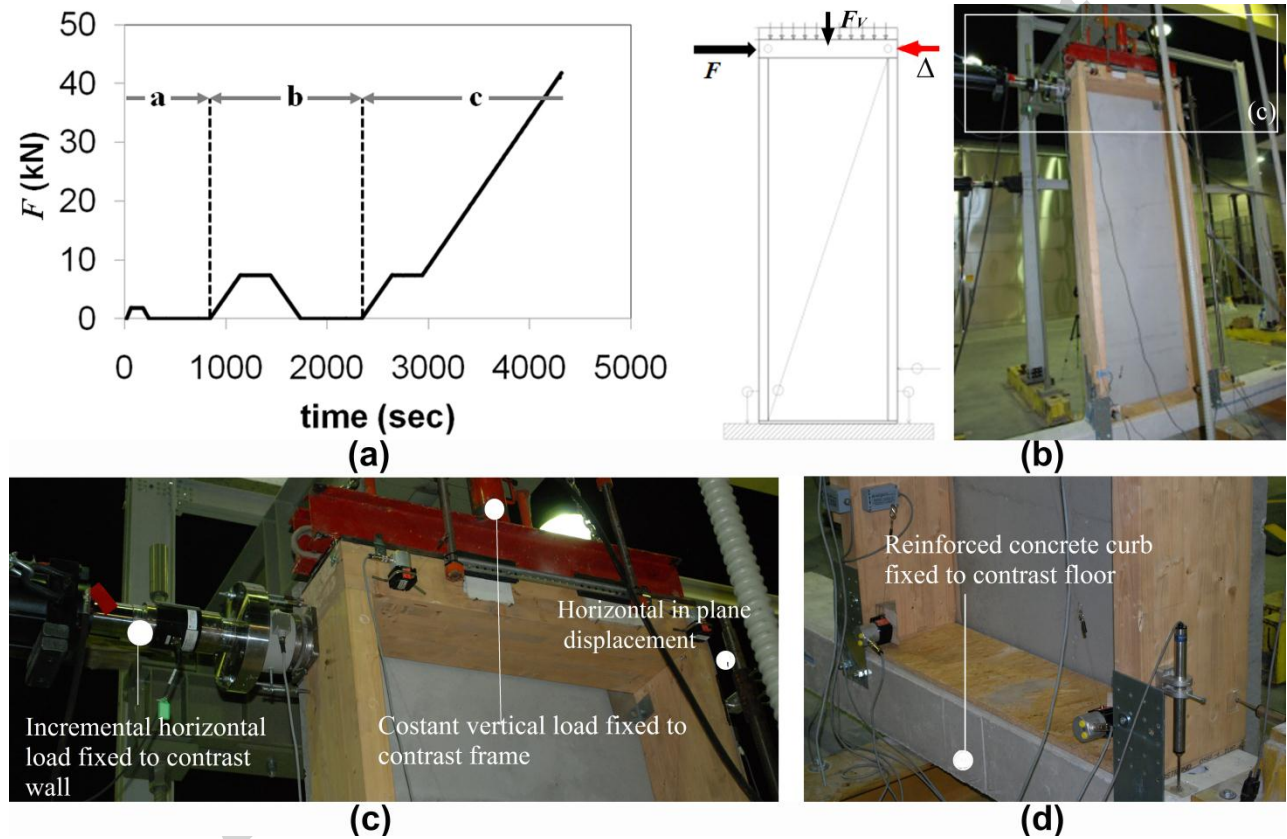 50
40
30
20
10
0
F (kN)
a
b
c
0 1000 2000 3000 4000 5000
time (sec)
(a)
F_V
F
Δ
(c)
(b)
Incremental horizontal
load fixed to contrast
wall
Costant vertical load fixed to
contrast frame
Horizontal in plane
displacement
(c)
Reinforced concrete curb
fixed to contrast floor
(d)